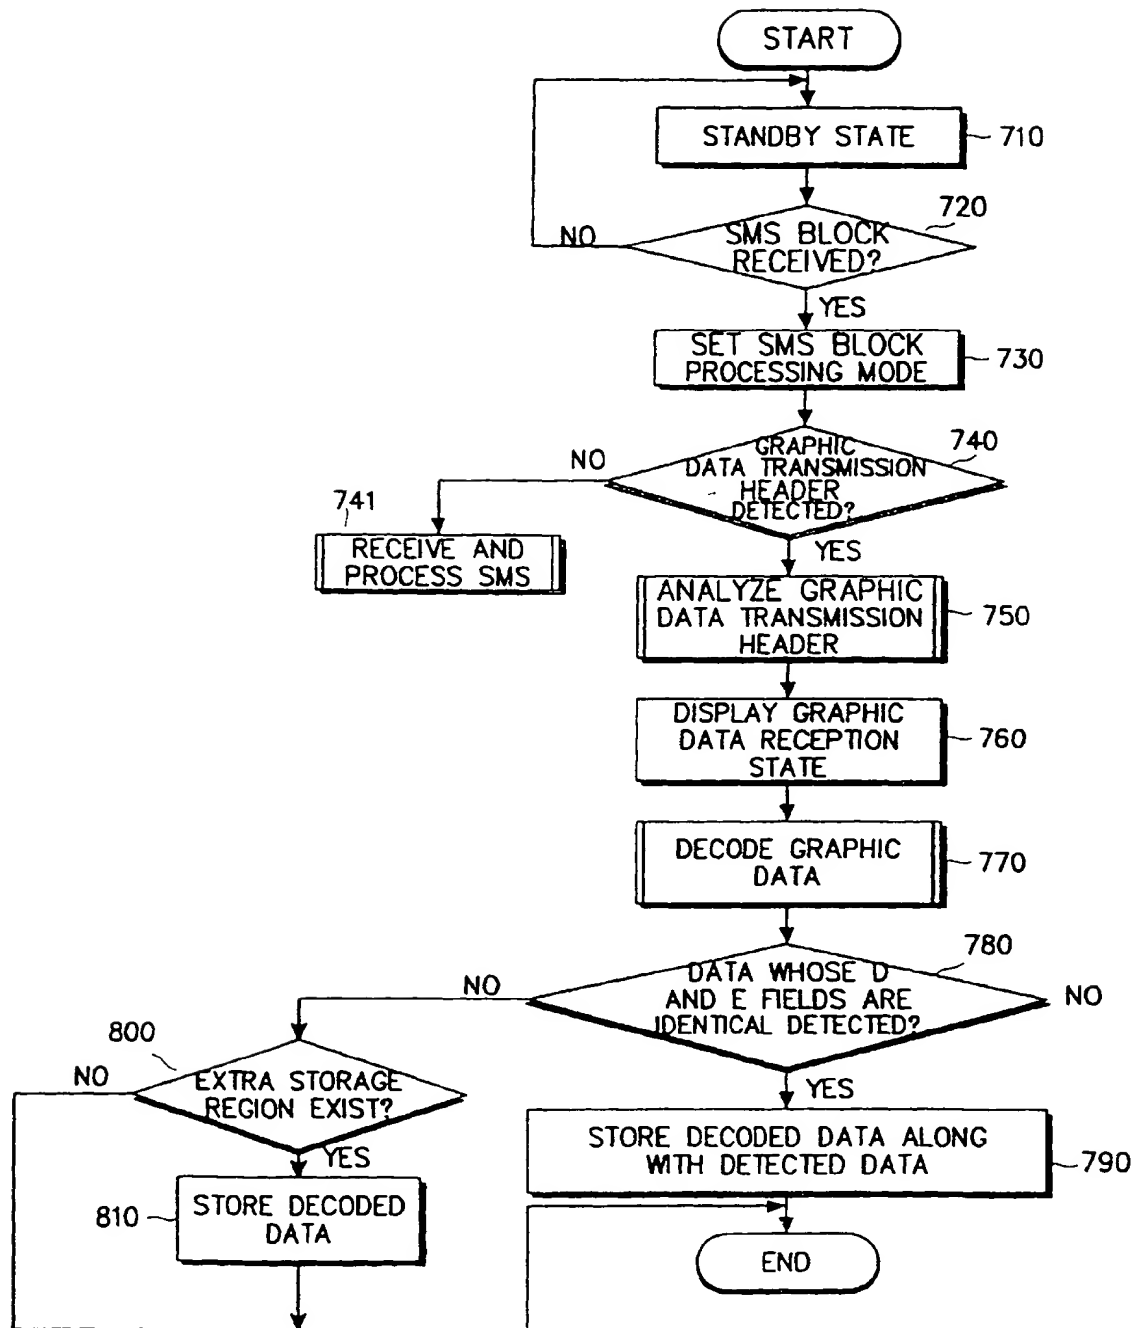 START
STANDBY STATE
710
720
SMS BLOCK
RECEIVED?
NO
YES
SET SMS BLOCK
PROCESSING MODE
730
740
GRAPHIC
DATA TRANSMISSION
HEADER
DETECTED?
NO
741
RECEIVE AND
PROCESS SMS
YES
ANALYZE GRAPHIC
DATA TRANSMISSION
HEADER
750
DISPLAY GRAPHIC
DATA RECEPTION
STATE
760
DECODE GRAPHIC
DATA
770
780
DATA WHOSE D
AND E FIELDS ARE
IDENTICAL DETECTED?
NO
NO
800
EXTRA STORAGE
REGION EXIST?
NO
YES
YES
STORE DECODED DATA ALONG
WITH DETECTED DATA
790
STORE DECODED
DATA
810
END